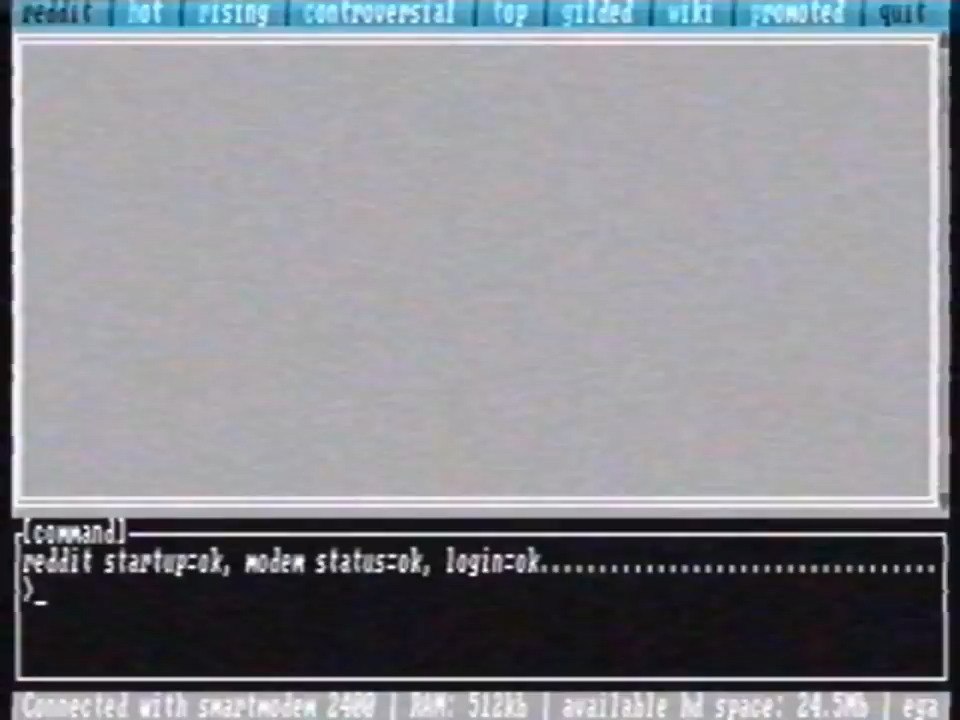 reddit | hot | rising | controversial | top | gilded | wiki | promoted | quit
[command]
reddit startup=ok, modem status=ok, login=ok..................................
>_
Connected with smartmodem 2400 | RAM: 512kb | available hd space: 24.5Mb | ega